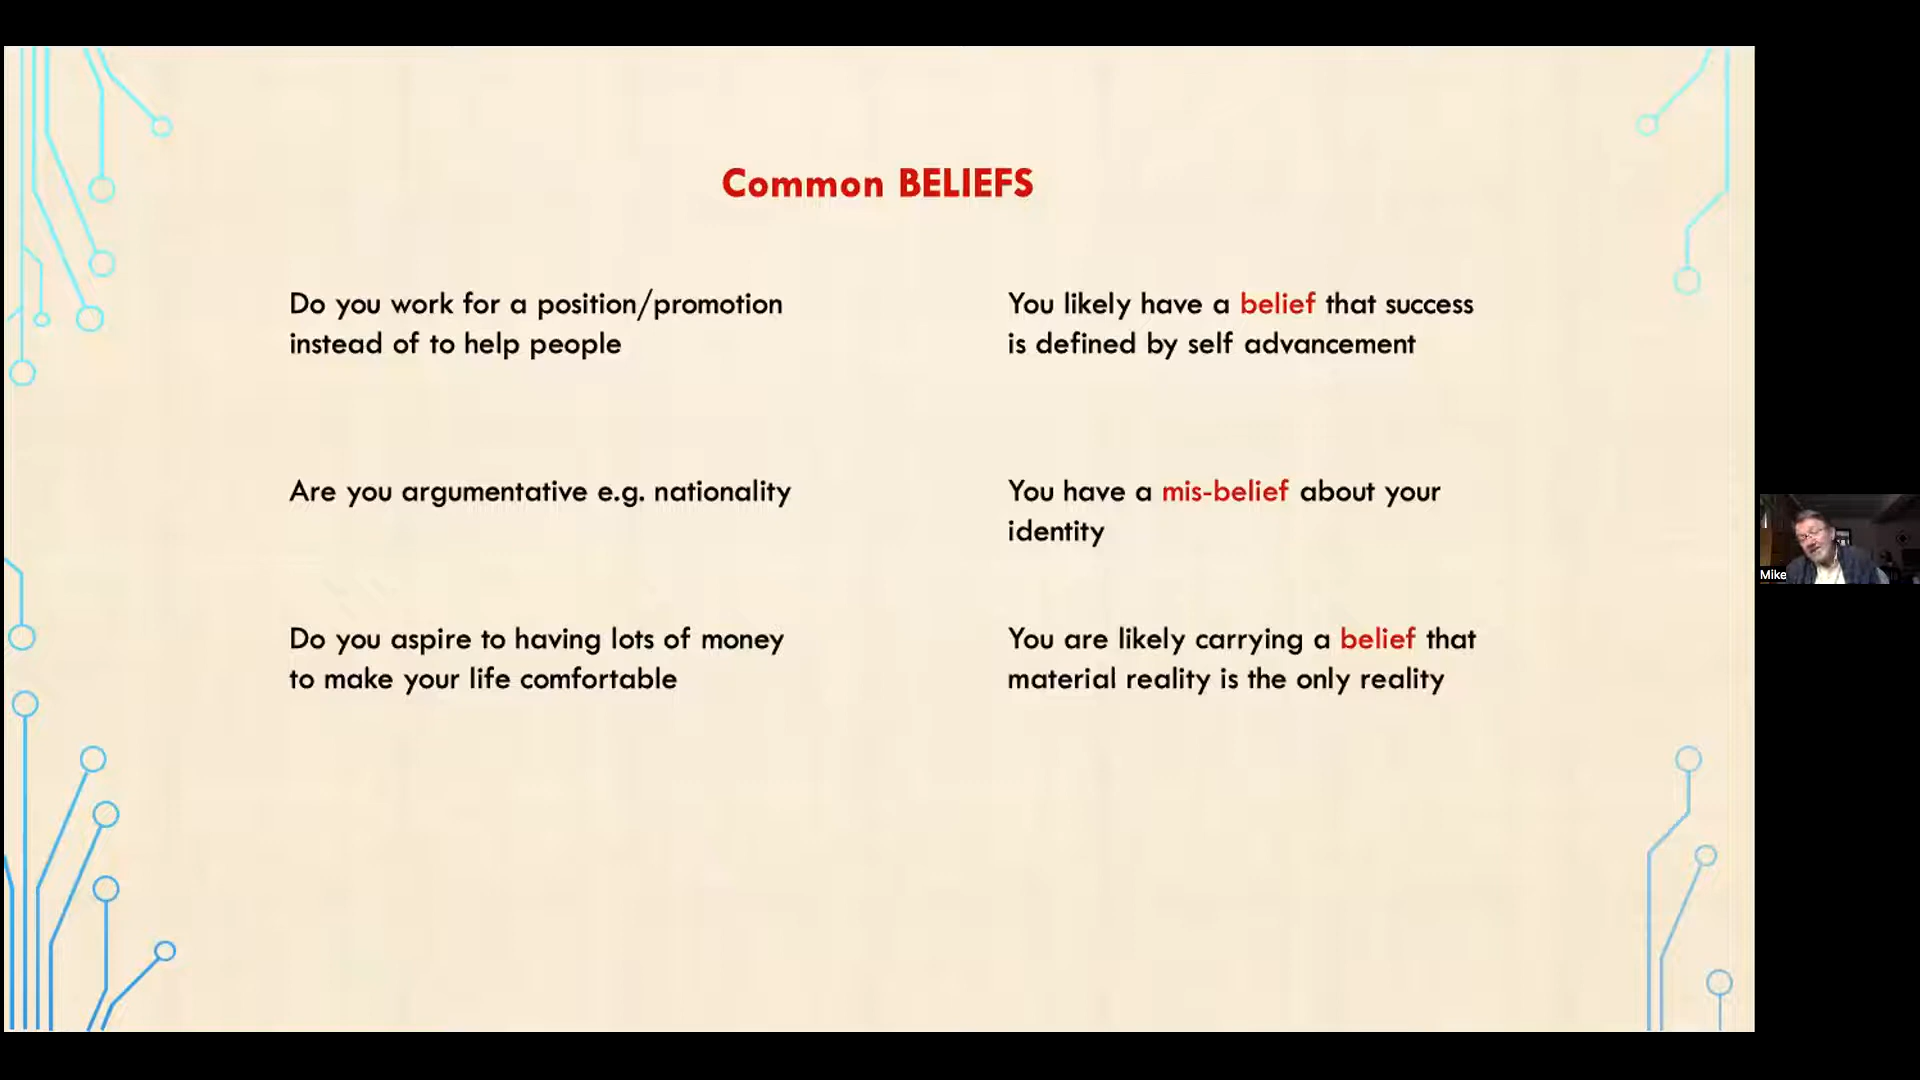 Common BELIEFS
Do you work for a position/promotion
instead of to help people
You likely have a belief that success
is defined by self advancement
Are you argumentative e.g. nationality
You have a mis-belief about your
identity
Do you aspire to having lots of money
to make your life comfortable
You are likely carrying a belief that
material reality is the only reality
Mike